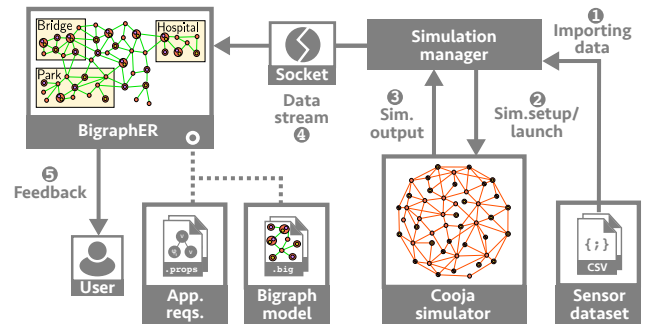 Bridge
Hospital
Park
BigraphER
Socket
Data
stream
❹
Simulation
manager
❶
Importing
data
❸
Sim.
output
❷
Sim.setup/
launch
❺
Feedback
User
.props
App.
reqs.
.big
Bigraph
model
Cooja
simulator
{;}
CSV
Sensor
dataset